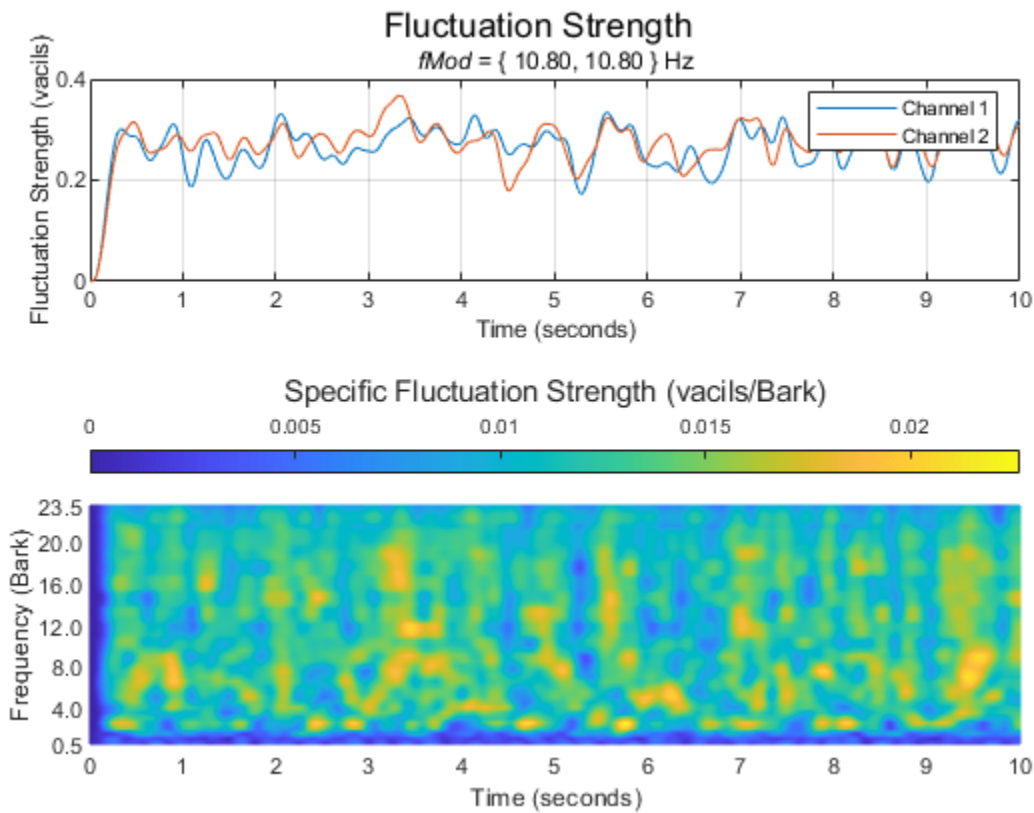 Fluctuation Strength
fMod = { 10.80, 10.80 } Hz
Fluctuation Strength (vacils)
0.4
0.2
0
Channel 1
Channel 2
0 1 2 3 4 5 6 7 8 9 10
Time (seconds)
Specific Fluctuation Strength (vacils/Bark)
0 0.005 0.01 0.015 0.02
Frequency (Bark)
23.5
20.0
16.0
12.0
8.0
4.0
0.5
0 1 2 3 4 5 6 7 8 9 10
Time (seconds)